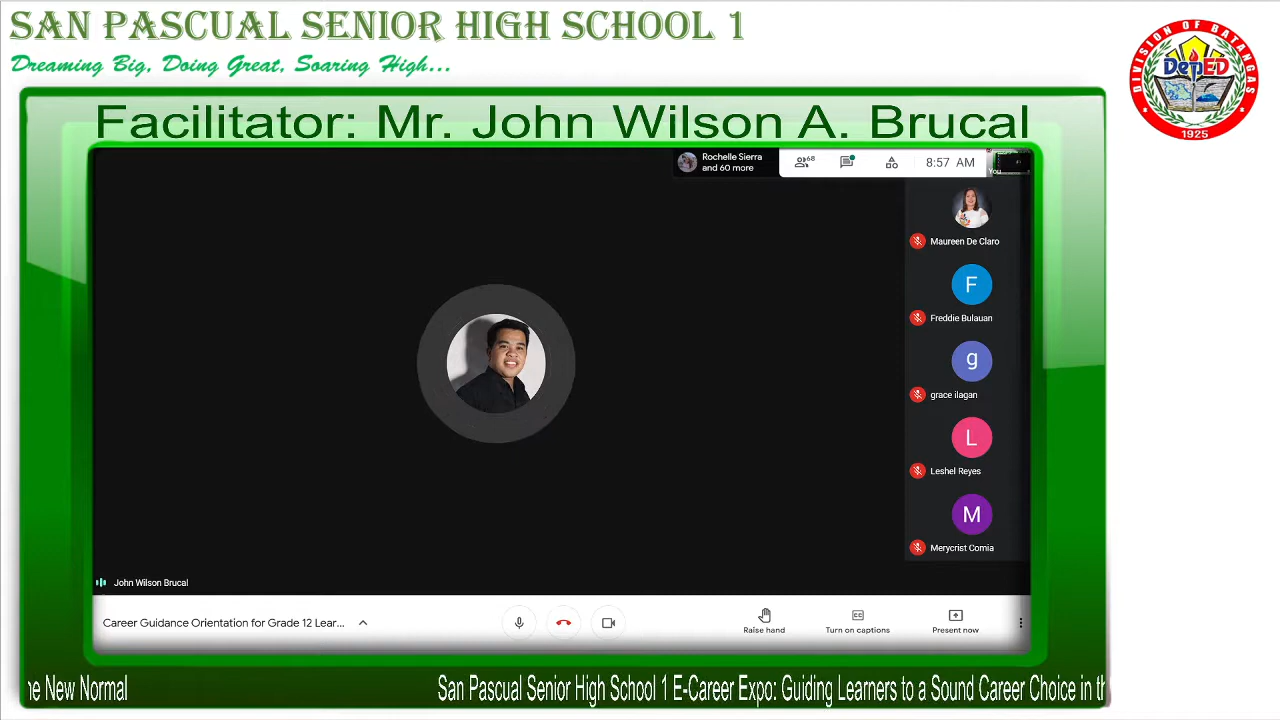 SAN PASCUAL SENIOR HIGH SCHOOL 1
Dreaming Big, Doing Great, Soaring High...
DIVISION OF BATANGAS
DepED
1925
Facilitator: Mr. John Wilson A. Brucal
Rochelle Sierra
and 60 more
68
8:57 AM
You
Maureen De Claro
F
Freddie Bulauan
g
grace ilagan
L
Leshel Reyes
M
Merycrist Comia
John Wilson Brucal
Career Guidance Orientation for Grade 12 Lear...
Raise hand
CC
Turn on captions
Present now
he New Normal
San Pascual Senior High School 1 E-Career Expo: Guiding Learners to a Sound Career Choice in th